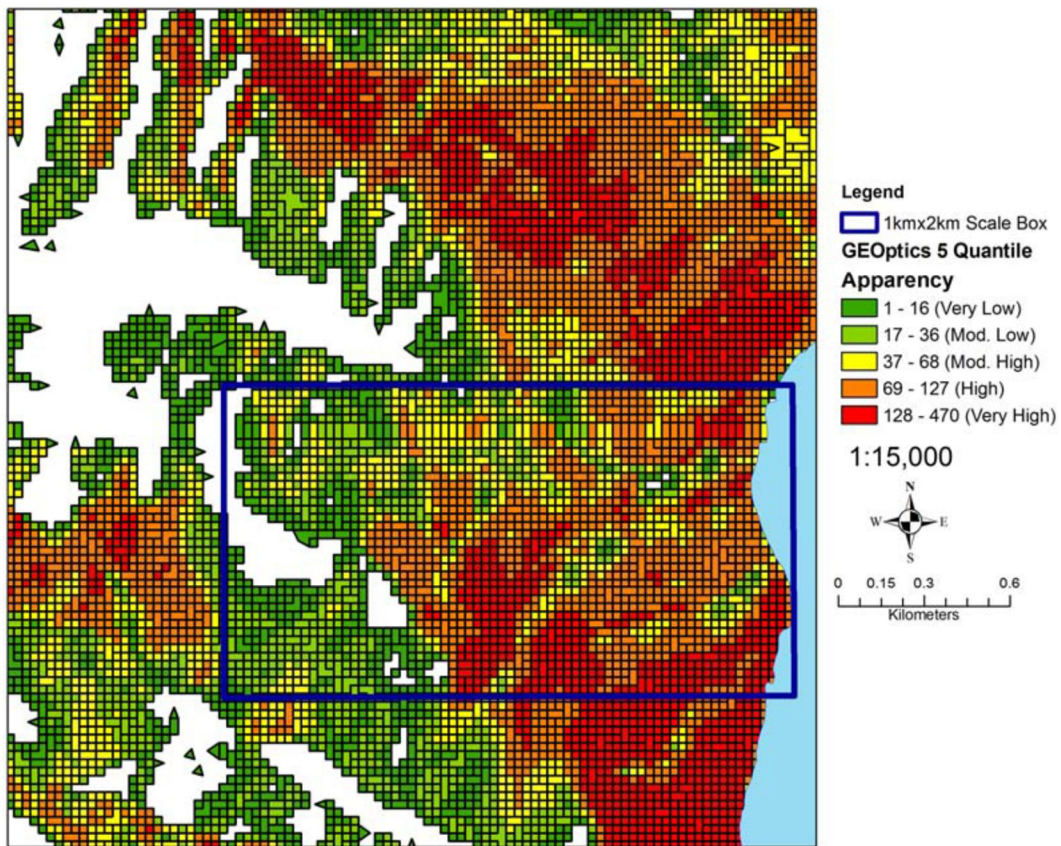 Legend
1kmx2km Scale Box
GEOptics 5 Quantile
Apparency
1 - 16 (Very Low)
17 - 36 (Mod. Low)
37 - 68 (Mod. High)
69 - 127 (High)
128 - 470 (Very High)
1:15,000
N
W E
S
0 0.15 0.3 0.6
Kilometers